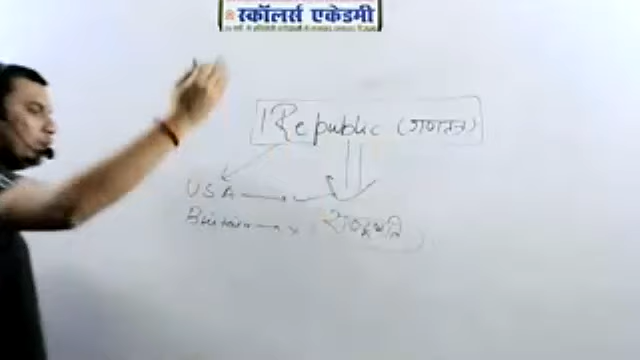 स्कॉलर्स एकेडमी
Republic (गणतंत्र)
USA
Britain x राष्ट्रपति